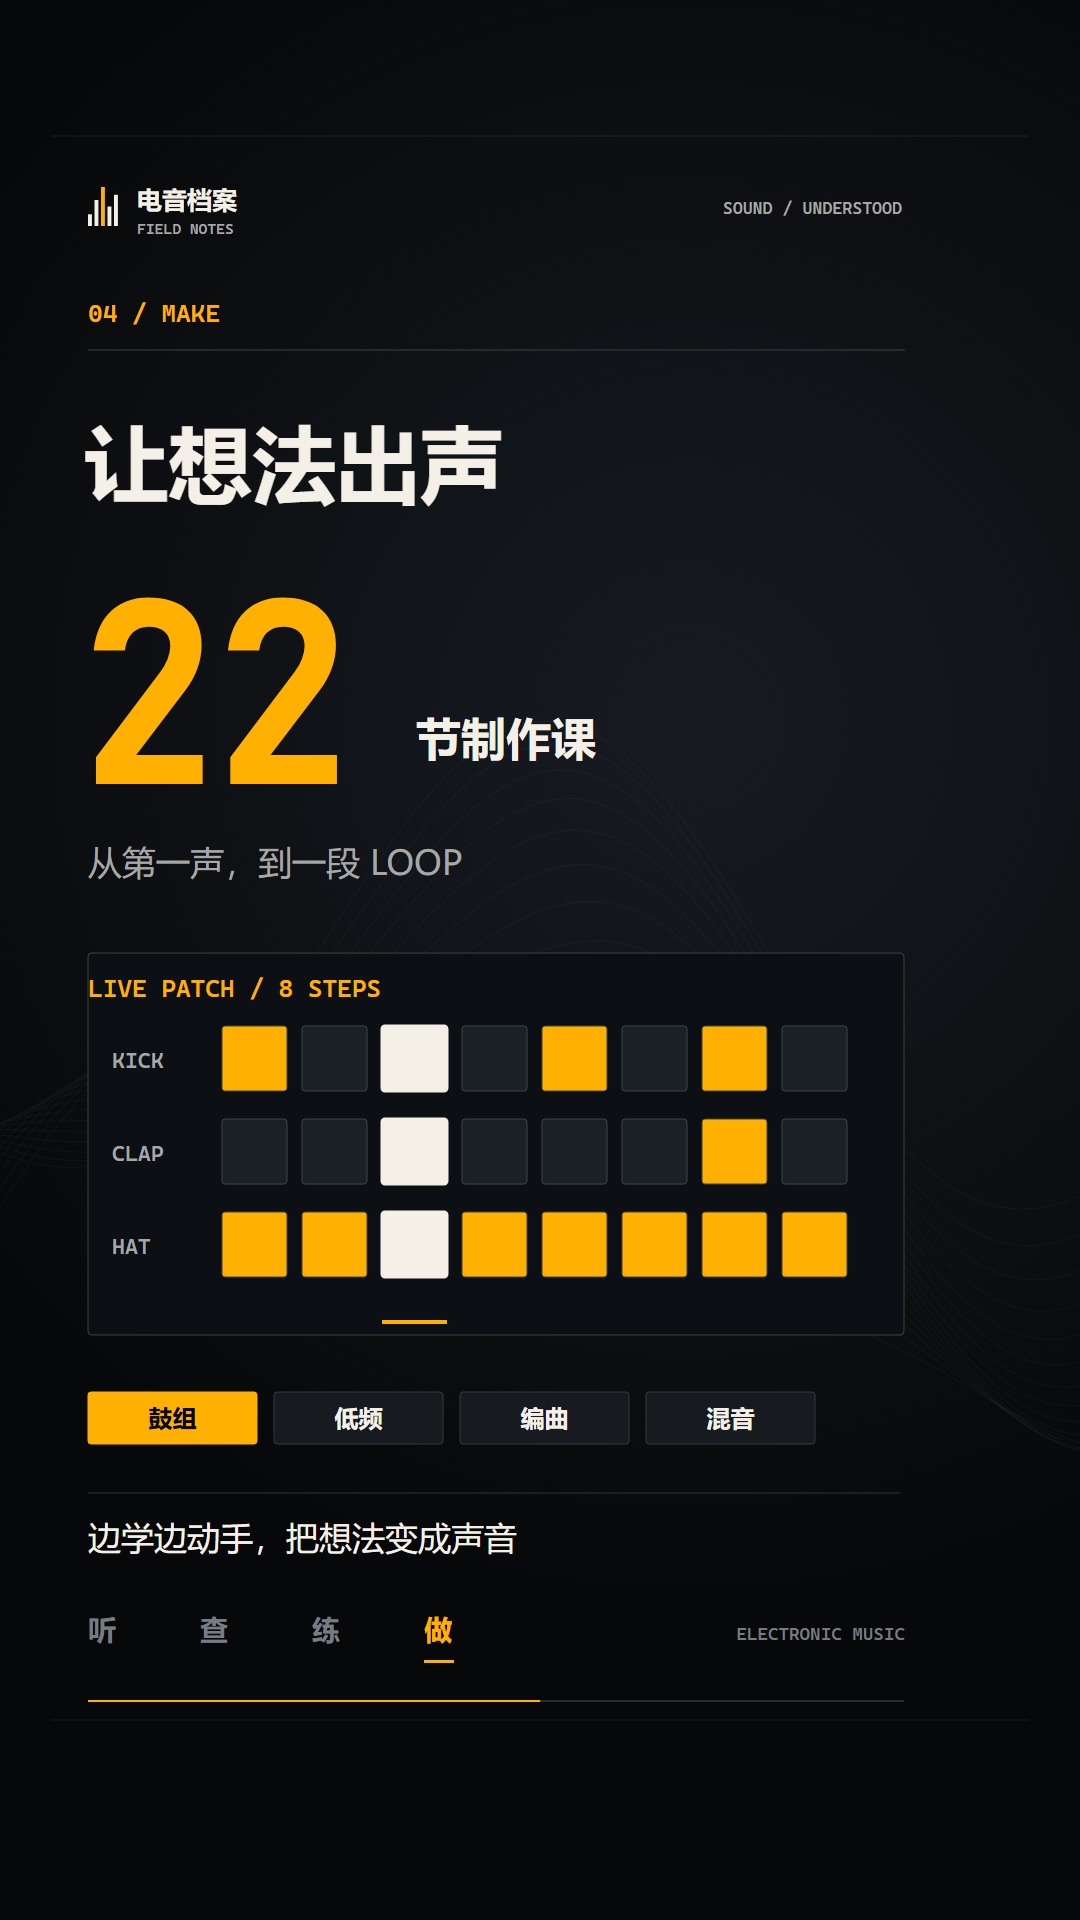 电音档案
FIELD NOTES
SOUND / UNDERSTOOD
04 / MAKE
让想法出声
22
节制作课
从第一声，到一段 LOOP
LIVE PATCH / 8 STEPS
KICK
CLAP
HAT
鼓组 低频 编曲 混音
边学边动手，把想法变成声音
听 查 练 做
ELECTRONIC MUSIC